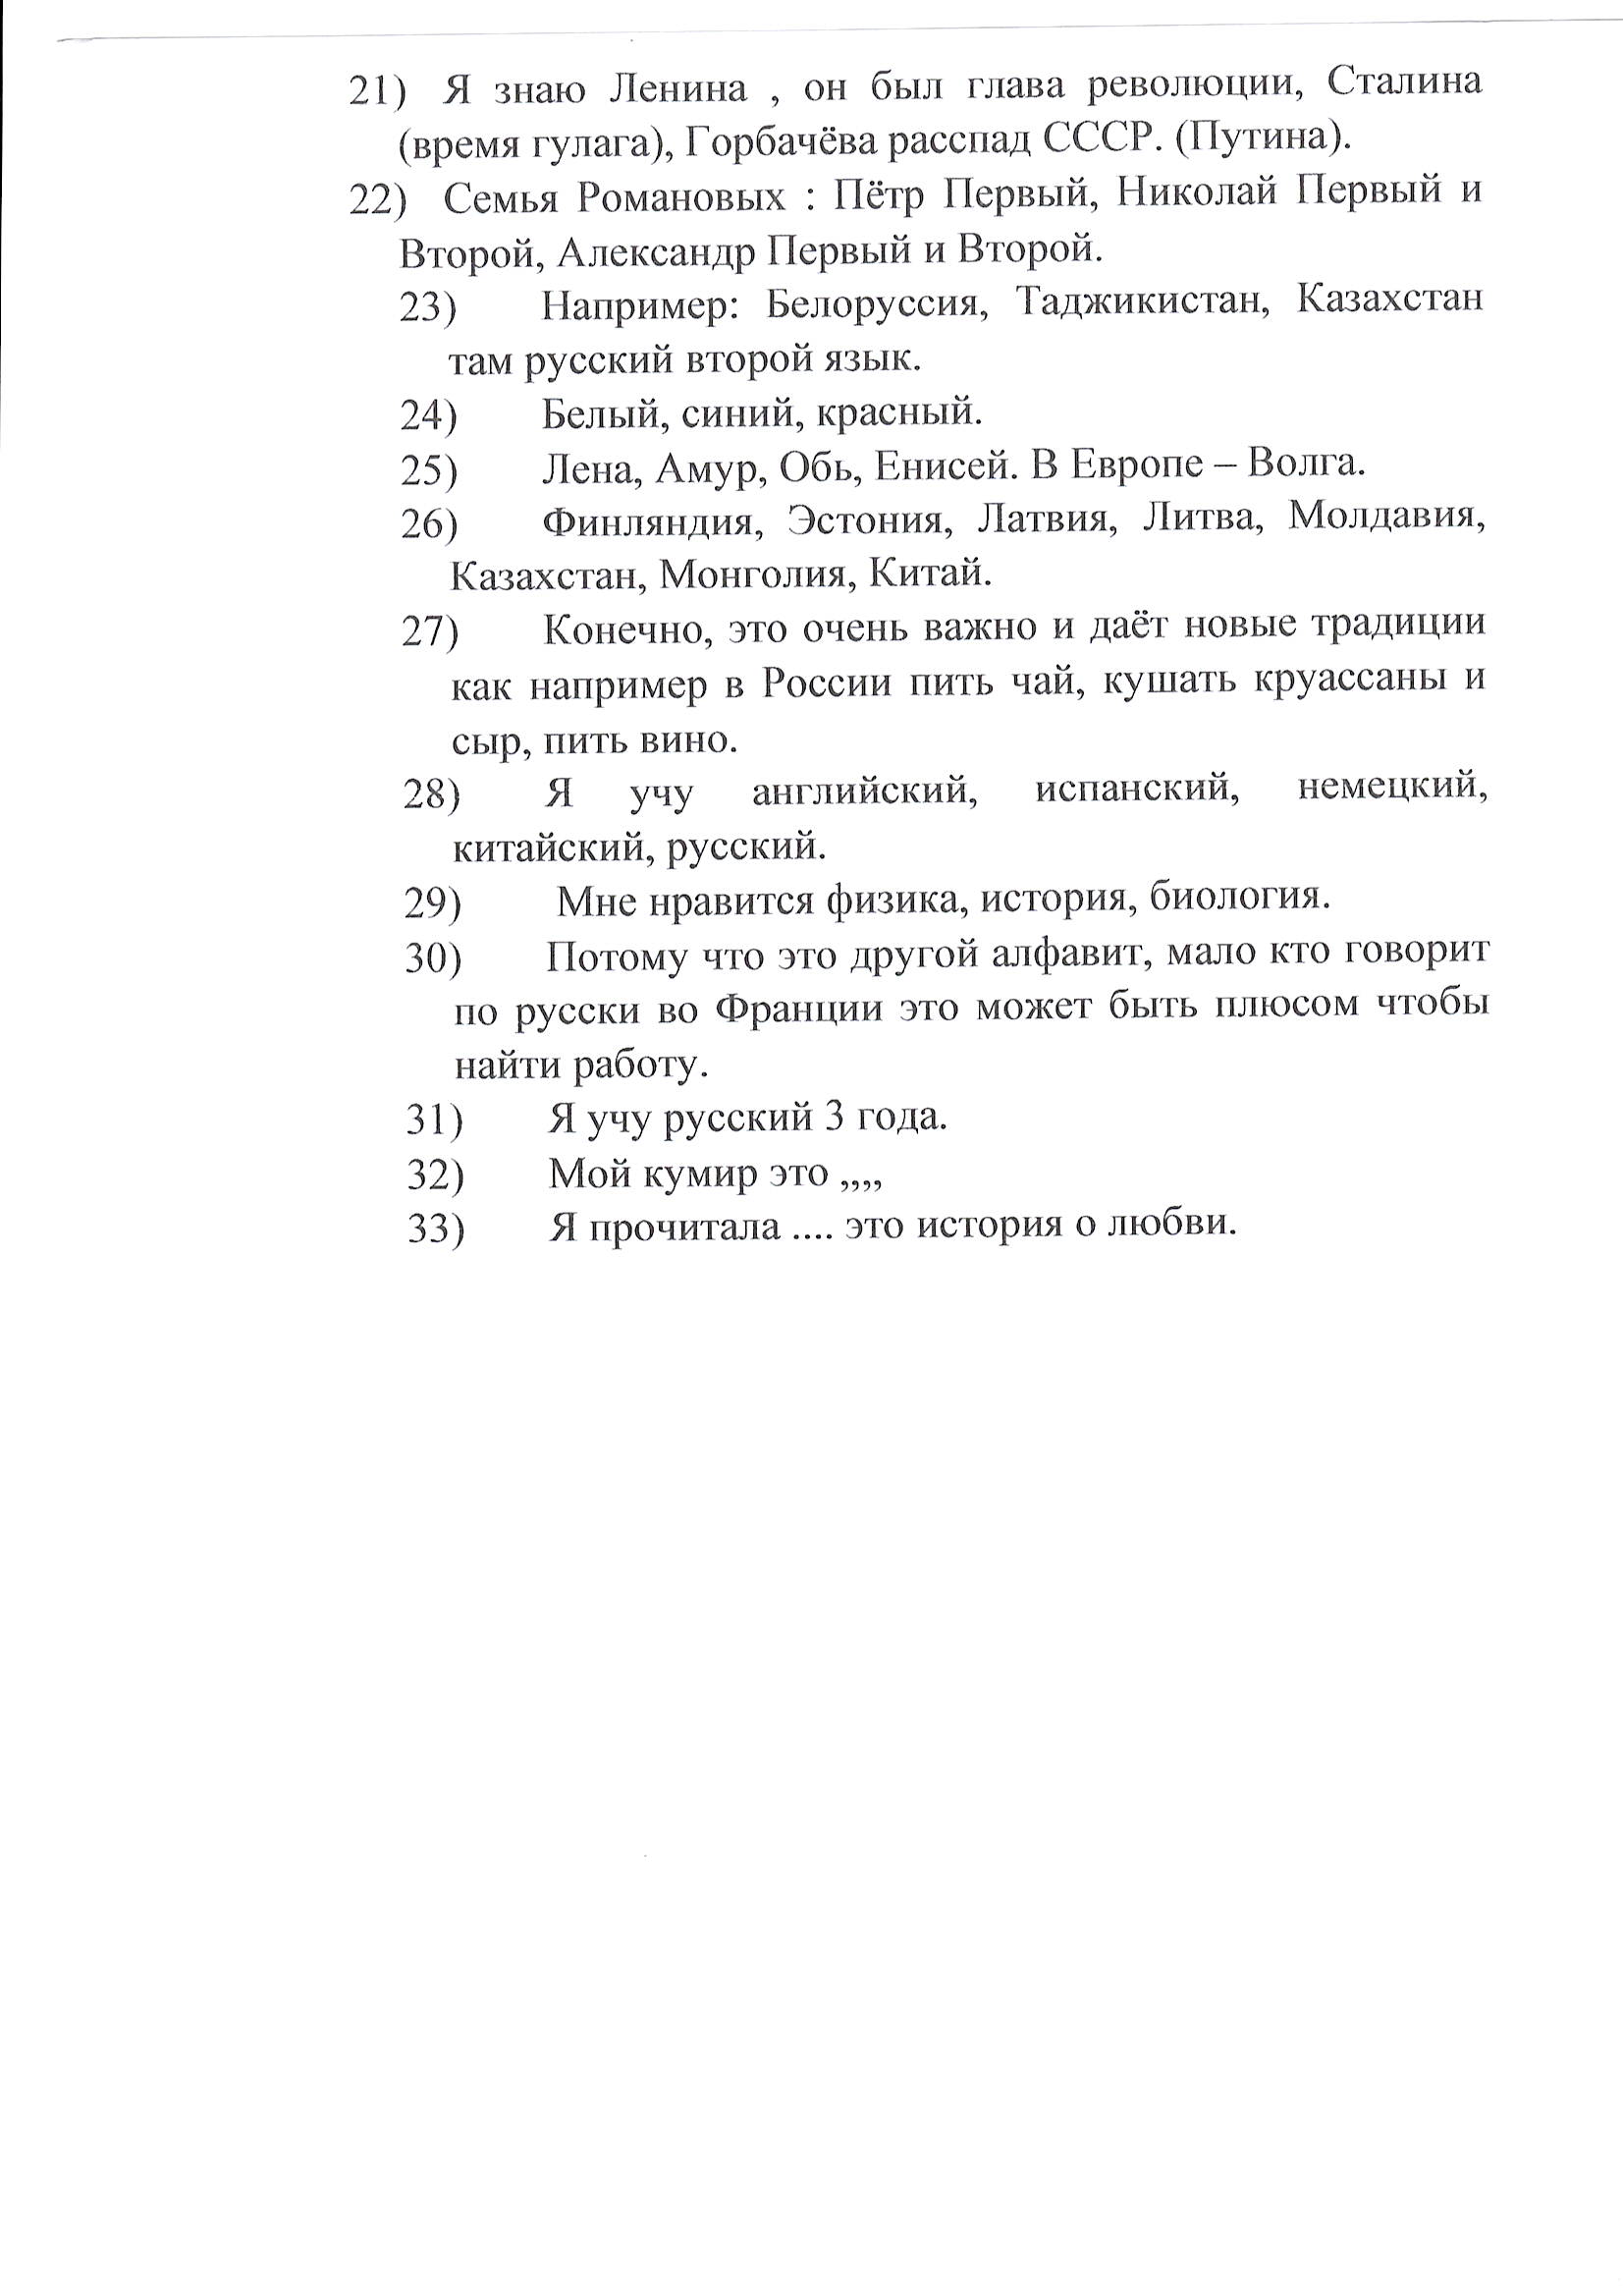 21) Я знаю Ленина , он был глава революции, Сталина
(время гулага), Горбачёва расспад СССР. (Путина).
22) Семья Романовых : Пётр Первый, Николай Первый и
Второй, Александр Первый и Второй.
23) Например: Белоруссия, Таджикистан, Казахстан
там русский второй язык.
24) Белый, синий, красный.
25) Лена, Амур, Обь, Енисей. В Европе – Волга.
26) Финляндия, Эстония, Латвия, Литва, Молдавия,
Казахстан, Монголия, Китай.
27) Конечно, это очень важно и даёт новые традиции
как например в России пить чай, кушать круассаны и
сыр, пить вино.
28) Я учу английский, испанский, немецкий,
китайский, русский.
29) Мне нравится физика, история, биология.
30) Потому что это другой алфавит, мало кто говорит
по русски во Франции это может быть плюсом чтобы
найти работу.
31) Я учу русский 3 года.
32) Мой кумир это ,,,,
33) Я прочитала .... это история о любви.